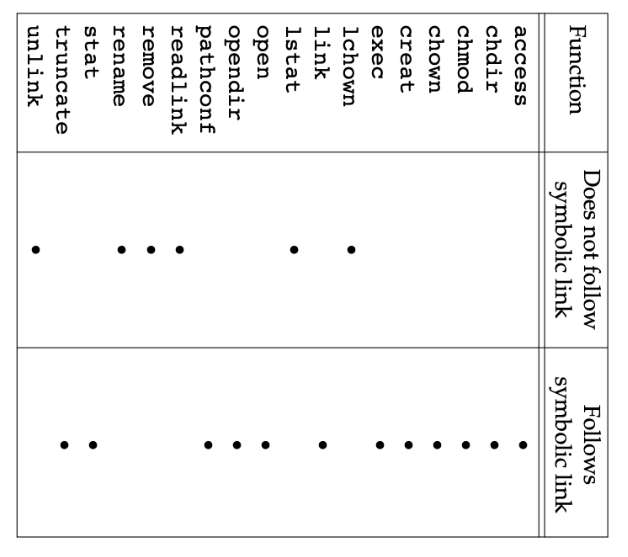 Function Does not follow symbolic link Follows symbolic link
access •
chdir •
chmod •
chown •
creat •
exec •
lchown •
link •
lstat •
open •
opendir •
pathconf •
readlink •
remove •
rename •
stat •
truncate •
unlink •